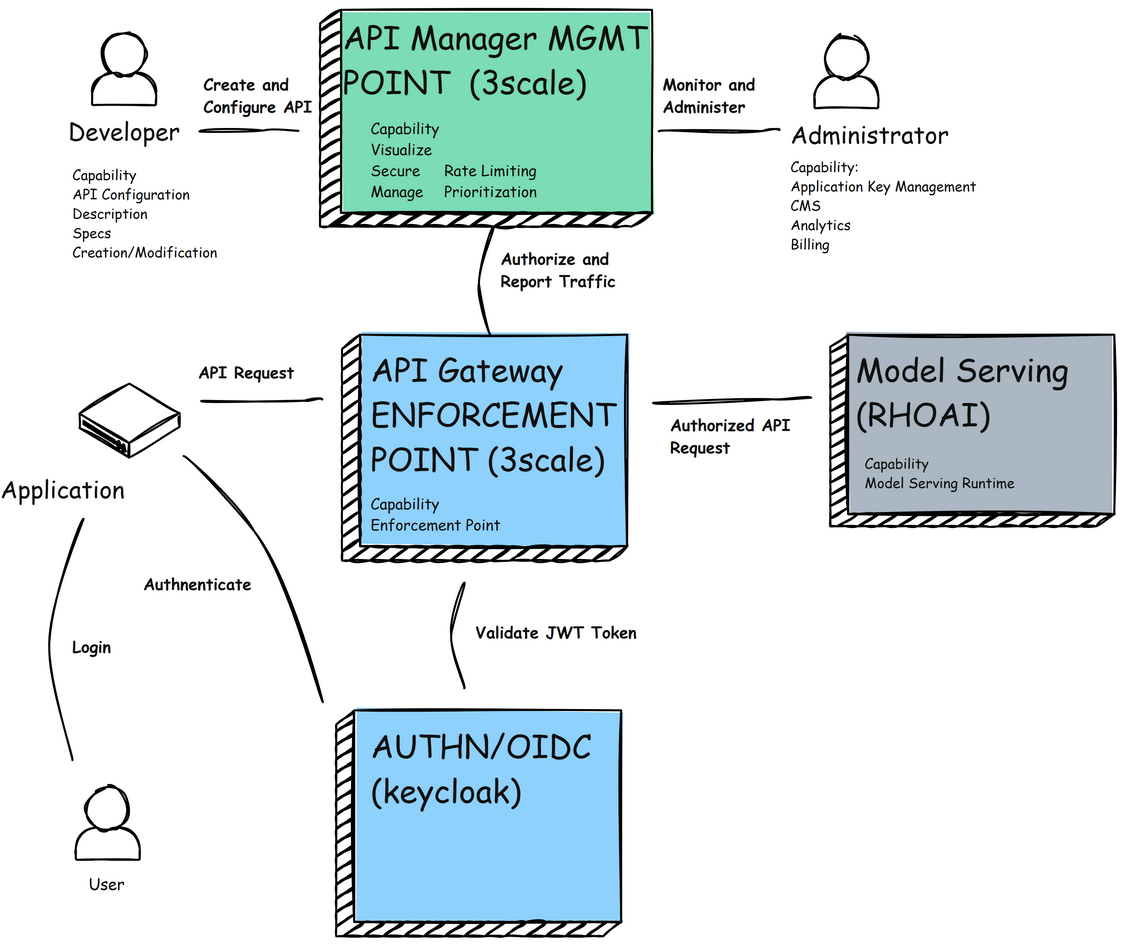 API Manager MGMT
POINT (3scale)
Capability
Visualize
Secure Rate Limiting
Manage Prioritization
Create and
Configure API
Developer
Capability
API Configuration
Description
Specs
Creation/Modification
Monitor and
Administer
Administrator
Capability:
Application Key Management
CMS
Analytics
Billing
Authorize and
Report Traffic
API Request
API Gateway
ENFORCEMENT
POINT (3scale)
Capability
Enforcement Point
Authorized API
Request
Model Serving
(RHOAI)
Capability
Model Serving Runtime
Application
Authnenticate
Login
Validate JWT Token
AUTHN/OIDC
(keycloak)
User